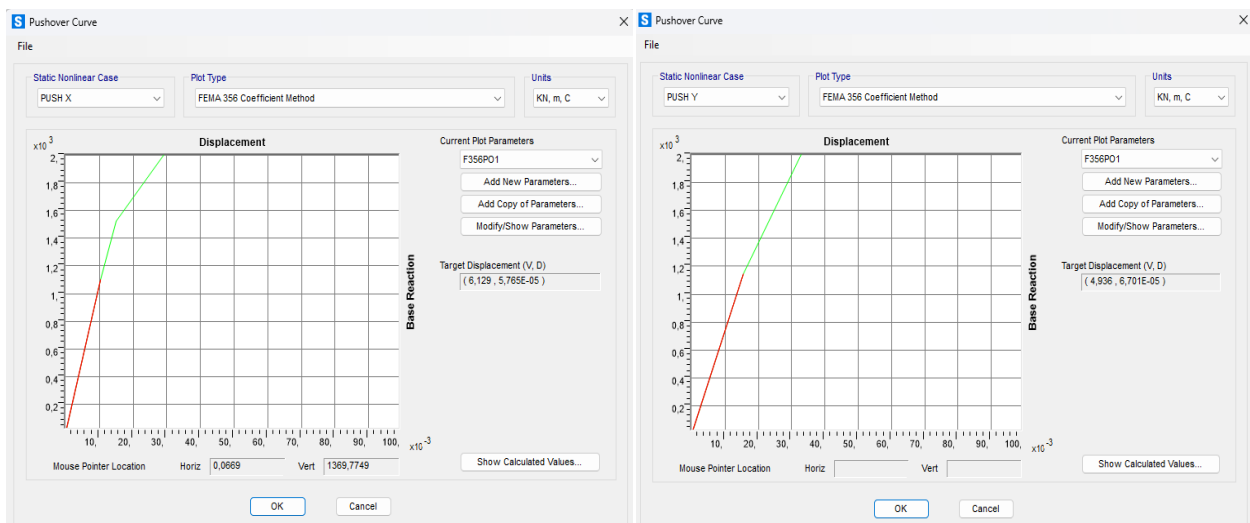 S Pushover Curve
File
Static Nonlinear Case
PUSH X
Plot Type
FEMA 356 Coefficient Method
Units
KN, m, C
x10 3
Displacement
2,
1,8
1,6
1,4
1,2
1,
0,8
0,6
0,4
0,2
10, 20, 30, 40, 50, 60, 70, 80, 90, 100,
x10 -3
Base Reaction
Current Plot Parameters
F356PO1
Add New Parameters...
Add Copy of Parameters...
Modify/Show Parameters...
Target Displacement (V, D)
( 6,129 , 5,765E-05 )
Mouse Pointer Location Horiz 0,0669 Vert 1369,7749
Show Calculated Values...
OK Cancel
S Pushover Curve
File
Static Nonlinear Case
PUSH Y
Plot Type
FEMA 356 Coefficient Method
Units
KN, m, C
x10 3
Displacement
2,
1,8
1,6
1,4
1,2
1,
0,8
0,6
0,4
0,2
10, 20, 30, 40, 50, 60, 70, 80, 90, 100,
x10 -3
Base Reaction
Current Plot Parameters
F356PO1
Add New Parameters...
Add Copy of Parameters...
Modify/Show Parameters...
Target Displacement (V, D)
( 4,936 , 6,701E-05 )
Mouse Pointer Location Horiz Vert
Show Calculated Values...
OK Cancel